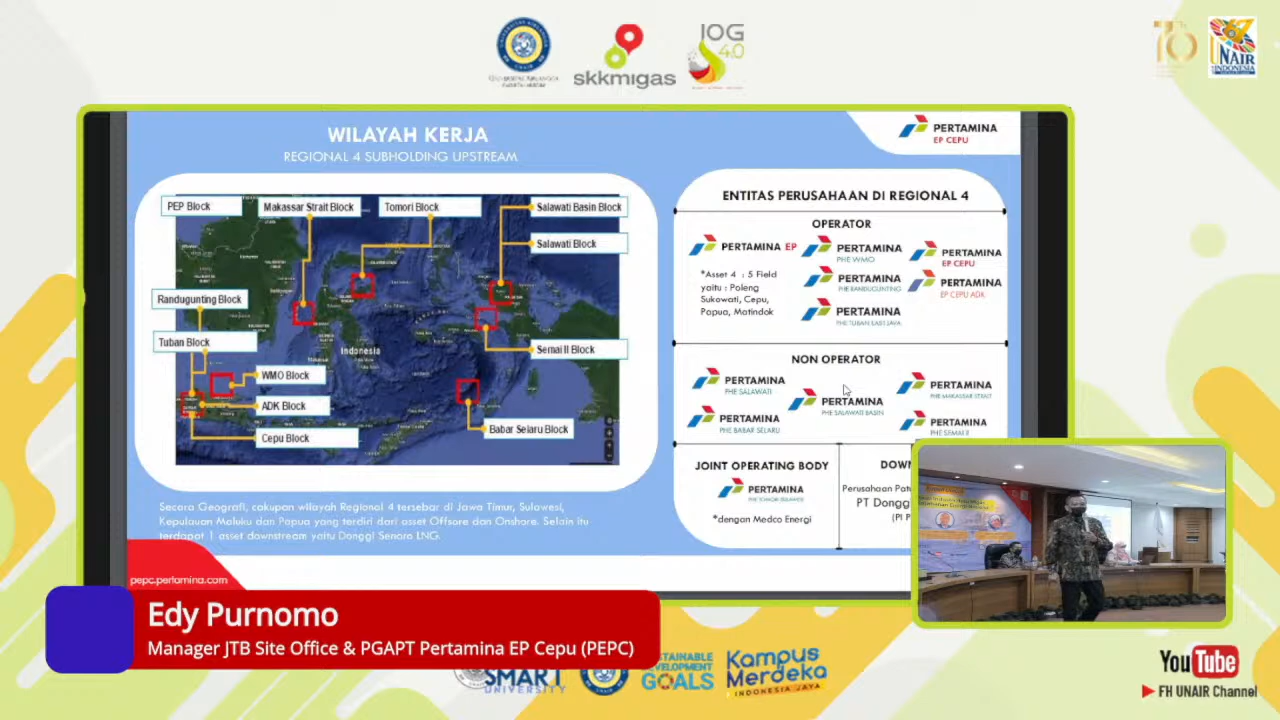 skkmigas
IOG
4.0
UNAIR
INDONESIA
WILAYAH KERJA
REGIONAL 4 SUBHOLDING UPSTREAM
PERTAMINA
EP CEPU
PEP Block
Makassar Strait Block
Tomori Block
Salawati Basin Block
Salawati Block
Randugunting Block
Tuban Block
Indonesia
Semai II Block
WMO Block
ADK Block
Cepu Block
Babar Selaru Block
Secara Geografi, cakupan wilayah Regional 4 tersebar di Jawa Timur, Sulawesi,
Kepulauan Maluku dan Papua yang terdiri dari asset Offsore dan Onshore. Selain itu
terdapat 1 asset downstream yaitu Donggi Senoro LNG.
pepc.pertamina.com
ENTITAS PERUSAHAAN DI REGIONAL 4
OPERATOR
PERTAMINA EP
*Asset 4 : 5 Field
yaitu : Poleng
Sukowati, Cepu,
Papua, Matindok
PERTAMINA
PHE WMO
PERTAMINA
PHE RANDUGUNTING
PERTAMINA
PHE TUBAN EAST JAVA
PERTAMINA
EP CEPU
PERTAMINA
EP CEPU ADK
NON OPERATOR
PERTAMINA
PHE SALAWATI
PERTAMINA
PHE BABAR SELARU
PERTAMINA
PHE SALAWATI BASIN
PERTAMINA
PHE MAKASSAR STRAIT
PERTAMINA
PHE SEMAI II
JOINT OPERATING BODY
PERTAMINA
PHE TOMORI SULAWESI
*dengan Medco Energi
DOWN
Perusahaan Pat
PT Dongg
(PI P
Edy Purnomo
Manager JTB Site Office & PGAPT Pertamina EP Cepu (PEPC)
SMART
UNIVERSITY
STAINABLE
DEVELOPMENT
GOALS
Kampus
Merdeka
INDONESIA JAYA
YouTube
FH UNAIR Channel